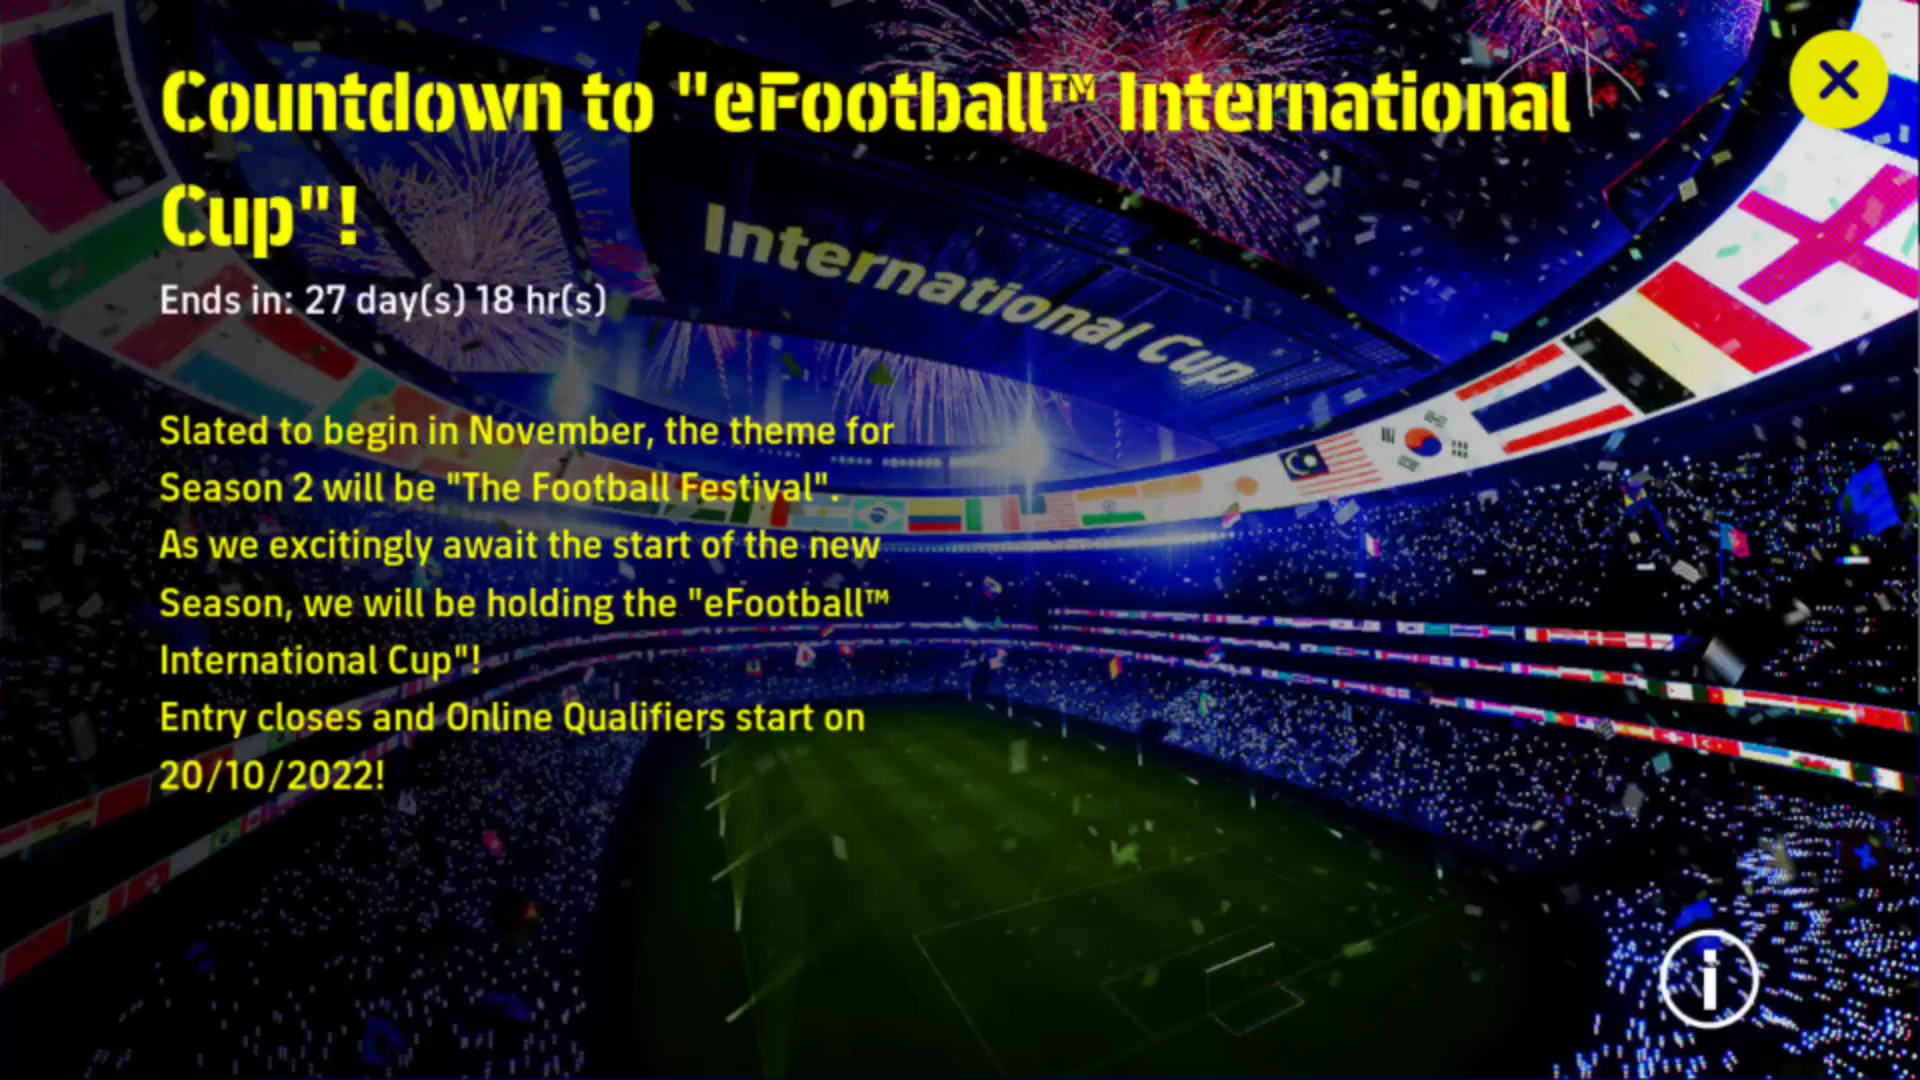 Countdown to "eFootball™ International
Cup"!
Ends in: 27 day(s) 18 hr(s)
International Cup
Slated to begin in November, the theme for
Season 2 will be "The Football Festival".
As we excitingly await the start of the new
Season, we will be holding the "eFootball™
International Cup"!
Entry closes and Online Qualifiers start on
20/10/2022!